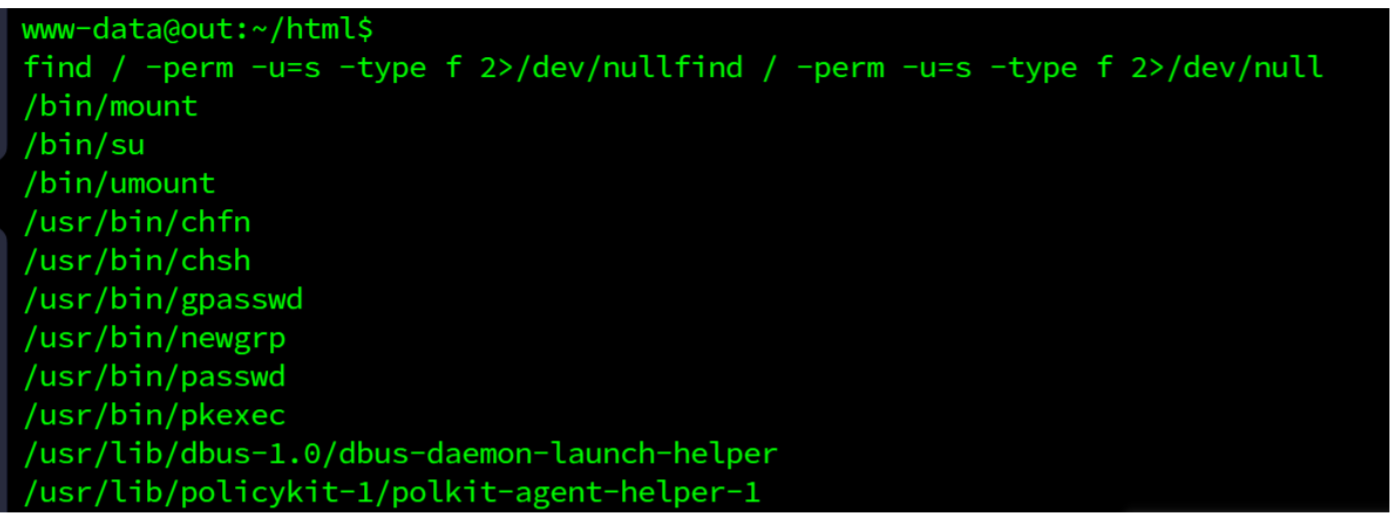 www-data@out:~/html$
find / -perm -u=s -type f 2>/dev/nullfind / -perm -u=s -type f 2>/dev/null
/bin/mount
/bin/su
/bin/umount
/usr/bin/chfn
/usr/bin/chsh
/usr/bin/gpasswd
/usr/bin/newgrp
/usr/bin/passwd
/usr/bin/pkexec
/usr/lib/dbus-1.0/dbus-daemon-launch-helper
/usr/lib/policykit-1/polkit-agent-helper-1